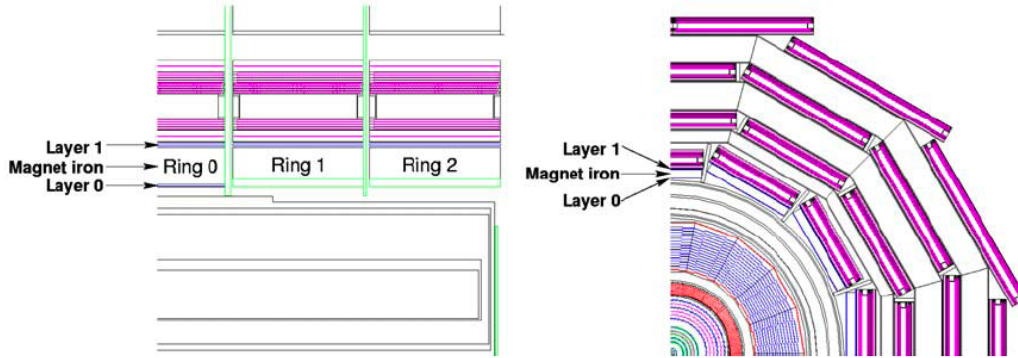 Layer 1
Magnet iron
Layer 0
Ring 0
Ring 1
Ring 2
Layer 1
Magnet iron
Layer 0